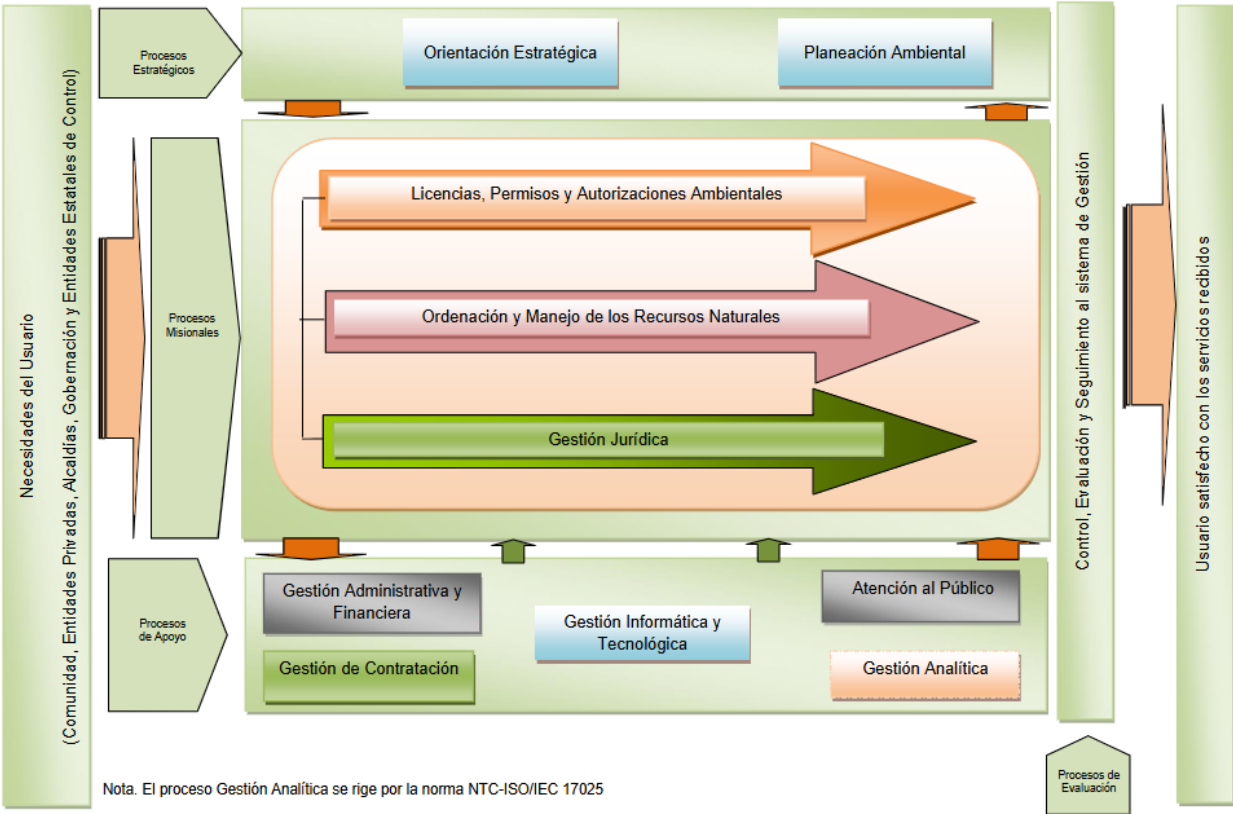 Necesidades del Usuario
(Comunidad, Entidades Privadas, Alcaldías, Gobernación y Entidades Estatales de Control)
Procesos
Estratégicos
Orientación Estratégica
Planeación Ambiental
Procesos
Misionales
Licencias, Permisos y Autorizaciones Ambientales
Ordenación y Manejo de los Recursos Naturales
Gestión Jurídica
Procesos
de Apoyo
Gestión Administrativa y
Financiera
Gestión de Contratación
Gestión Informática y
Tecnológica
Atención al Público
Gestión Analítica
Control, Evaluación y Seguimiento al sistema de Gestión
Procesos de
Evaluación
Usuario satisfecho con los servicios recibidos
Nota. El proceso Gestión Analítica se rige por la norma NTC-ISO/IEC 17025